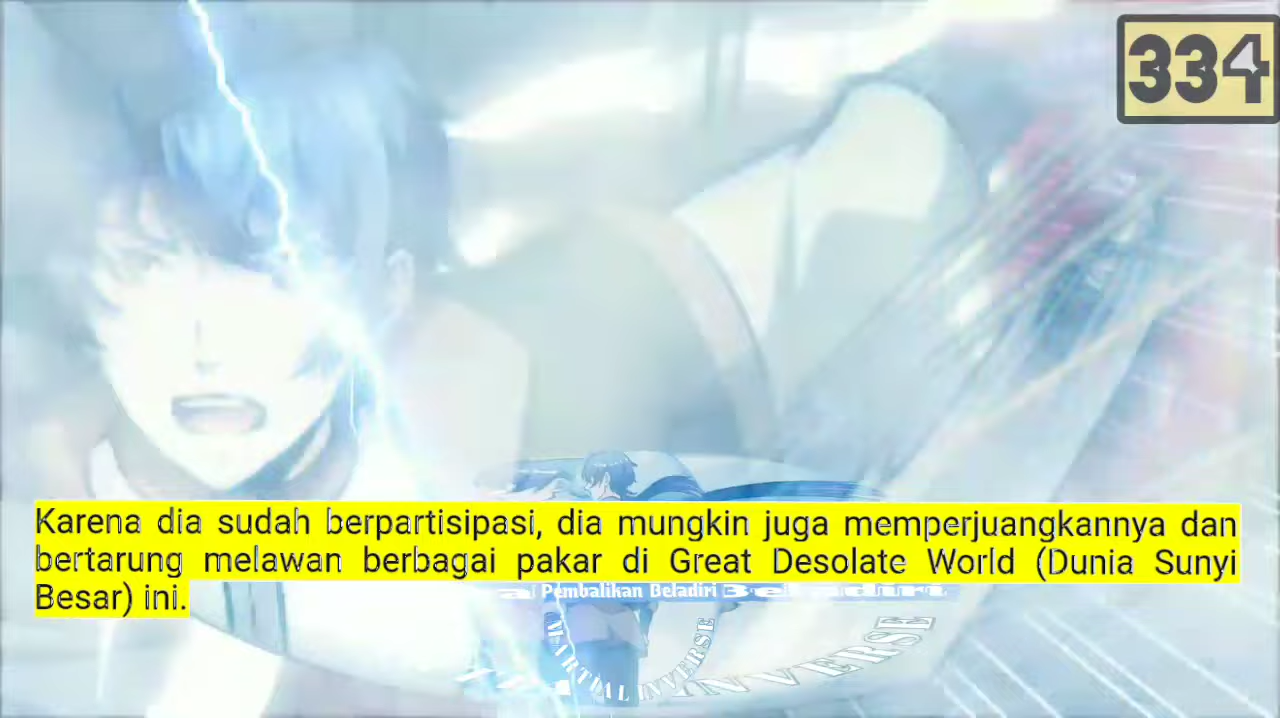 334
Karena dia sudah berpartisipasi, dia mungkin juga memperjuangkannya dan
bertarung melawan berbagai pakar di Great Desolate World (Dunia Sunyi
Besar) ini.
Pembalikan Beladiri
MARTIAL INVERSE
INVERSE